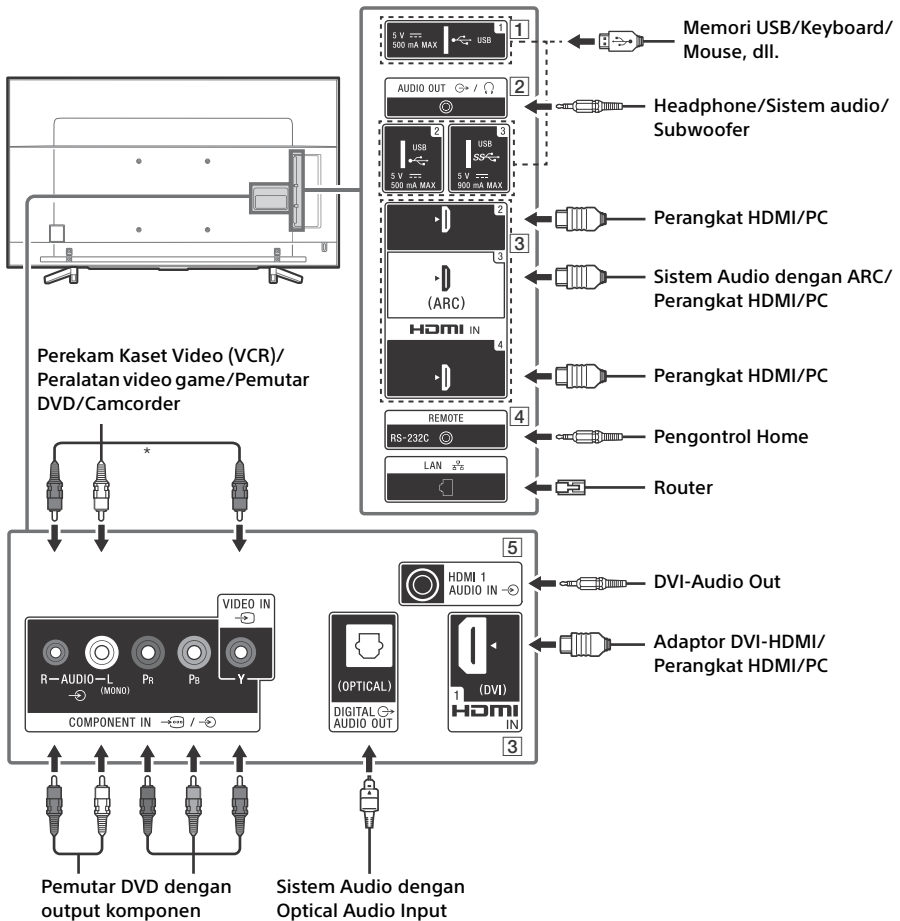 5 V
500 mA MAX
USB
1
1
Memori USB/Keyboard/
Mouse, dll.
AUDIO OUT /
2
Headphone/Sistem audio/
Subwoofer
2
USB
5 V
500 mA MAX
3
USB
SS
5 V
900 mA MAX
2
Perangkat HDMI/PC
3
3
(ARC)
Sistem Audio dengan ARC/
Perangkat HDMI/PC
HDMI IN
4
Perangkat HDMI/PC
REMOTE
4
RS-232C
Pengontrol Home
LAN
Router
Perekam Kaset Video (VCR)/
Peralatan video game/Pemutar
DVD/Camcorder
*
5
HDMI 1
AUDIO IN
DVI-Audio Out
VIDEO IN
R-AUDIO-L
(MONO)
PR
PB
Y
COMPONENT IN /
(OPTICAL)
DIGITAL
AUDIO OUT
1
(DVI)
HDMI
IN
3
Adaptor DVI-HDMI/
Perangkat HDMI/PC
Pemutar DVD dengan
output komponen
Sistem Audio dengan
Optical Audio Input